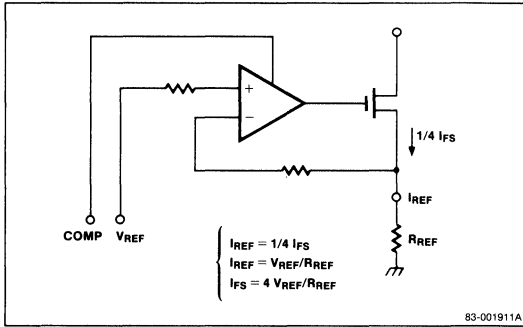 +
−
1/4 IFS
IREF
COMP VREF
RREF
IREF = 1/4 IFS
IREF = VREF/RREF
IFS = 4 VREF/RREF
83-001911A